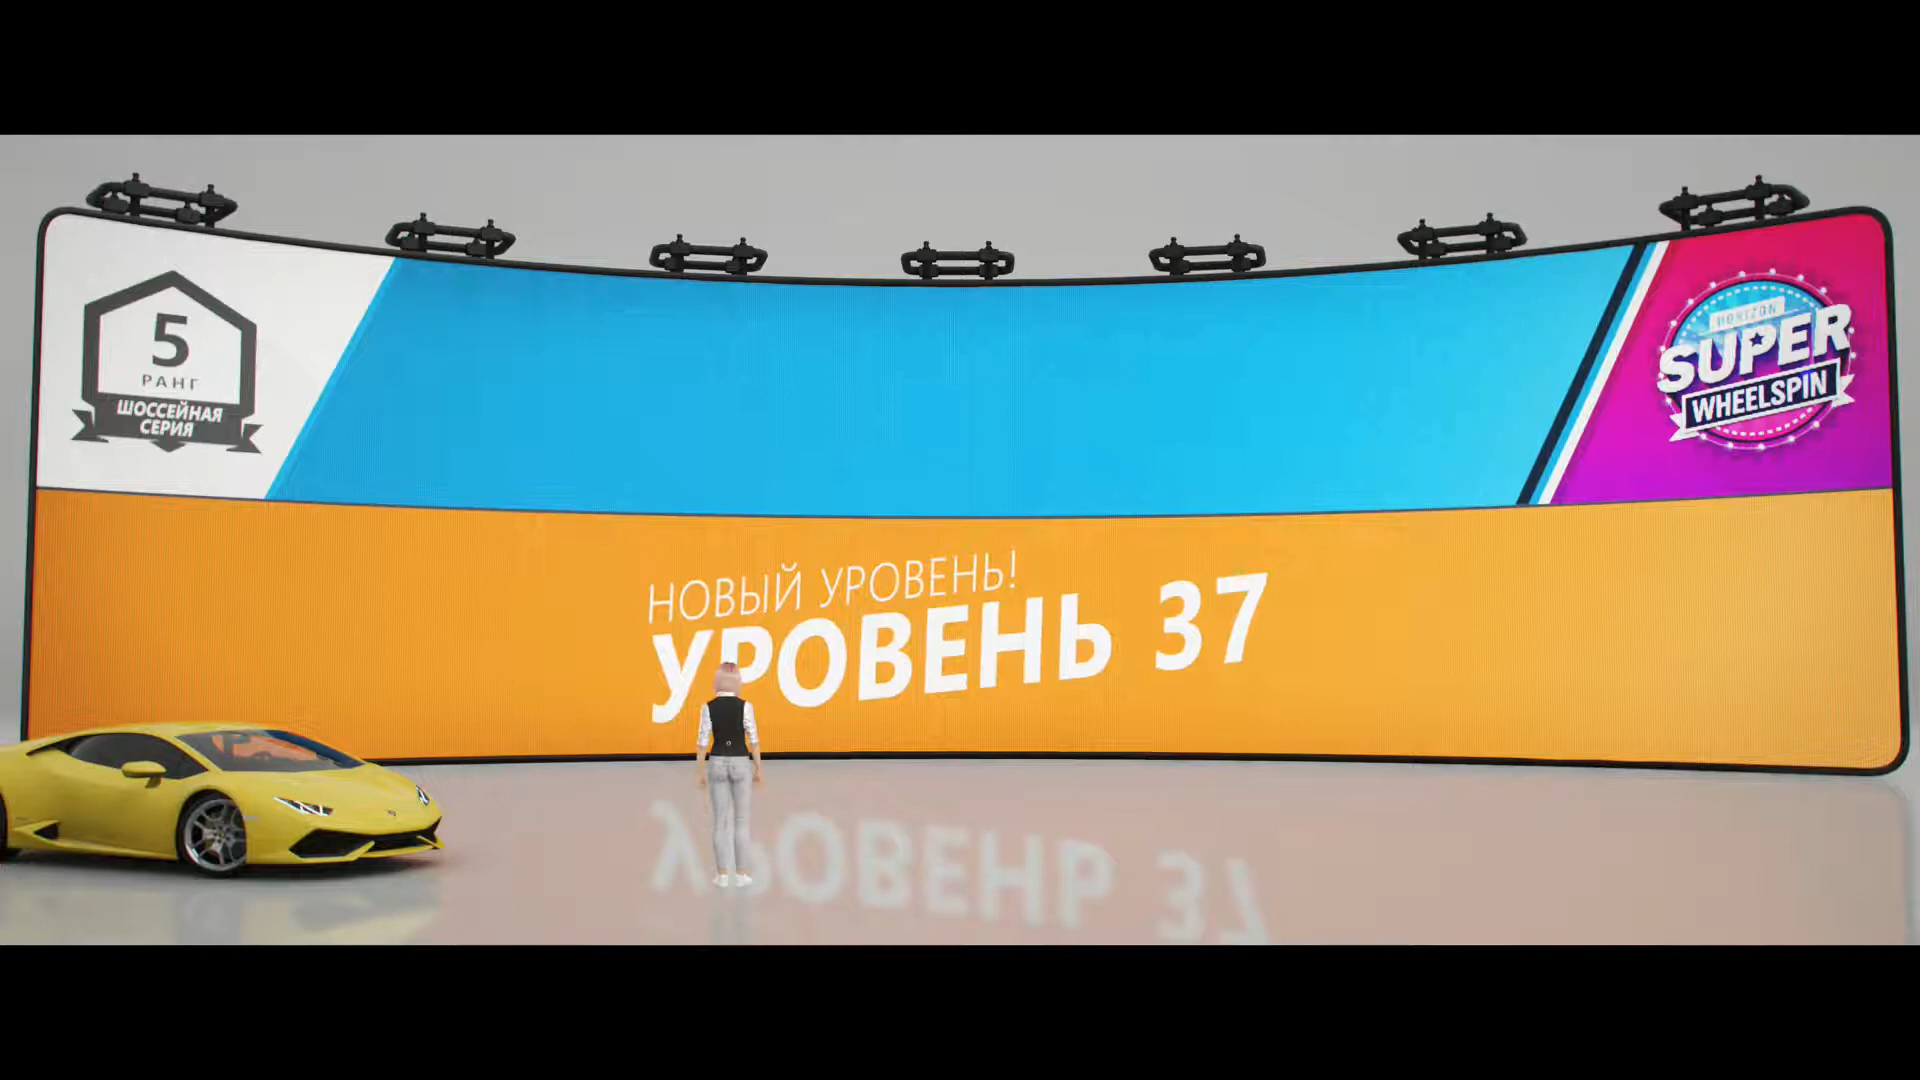 5
РАНГ
ШОССЕЙНАЯ
СЕРИЯ
HORIZON
SUPER
WHEELSPIN
НОВЫЙ УРОВЕНЬ!
УРОВЕНЬ 37